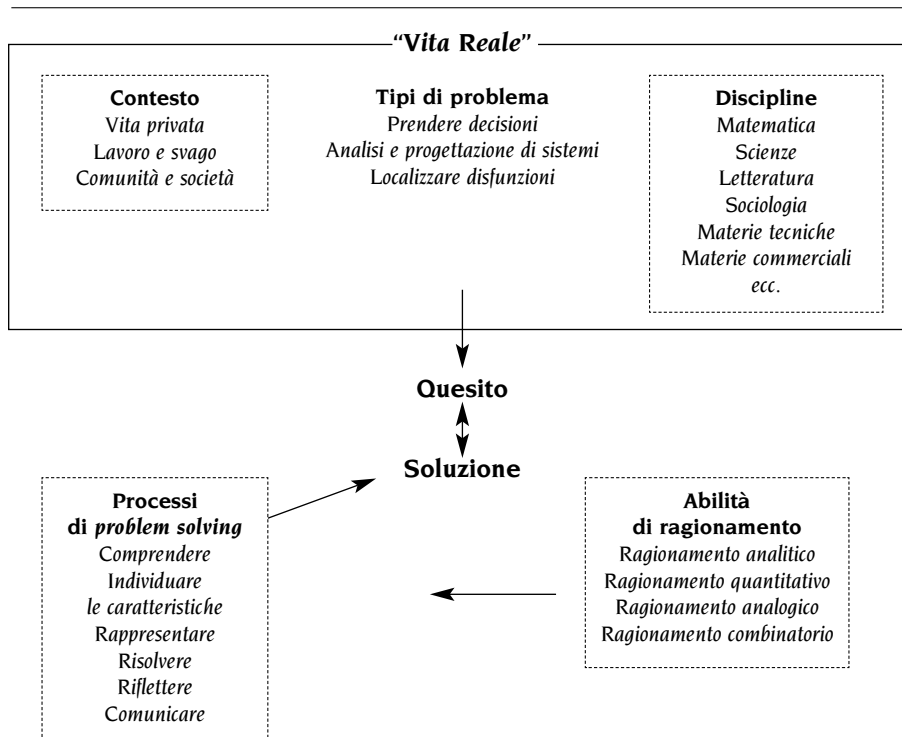 “Vita Reale”
Contesto
Vita privata
Lavoro e svago
Comunità e società
Tipi di problema
Prendere decisioni
Analisi e progettazione di sistemi
Localizzare disfunzioni
Discipline
Matematica
Scienze
Letteratura
Sociologia
Materie tecniche
Materie commerciali
ecc.
Quesito
Soluzione
Processi
di problem solving
Comprendere
Individuare
le caratteristiche
Rappresentare
Risolvere
Riflettere
Comunicare
Abilità
di ragionamento
Ragionamento analitico
Ragionamento quantitativo
Ragionamento analogico
Ragionamento combinatorio